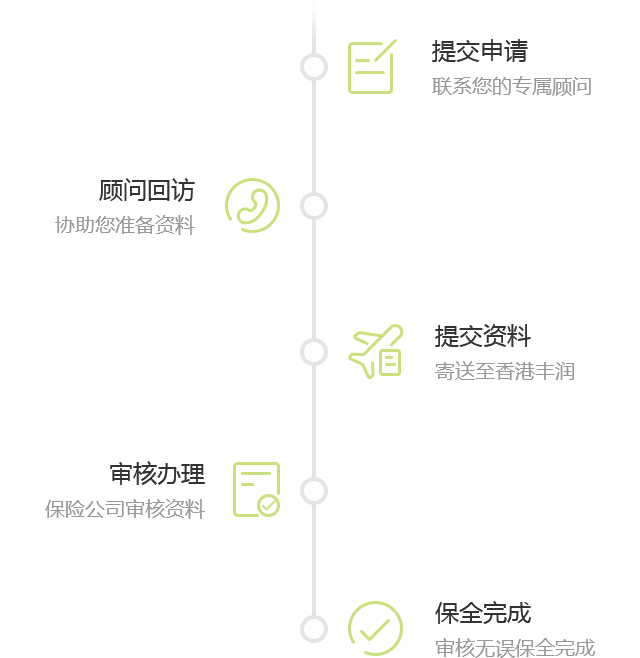 提交申请
联系您的专属顾问
顾问回访
协助您准备资料
提交资料
寄送至香港丰润
审核办理
保险公司审核资料
保全完成
审核无误保全完成